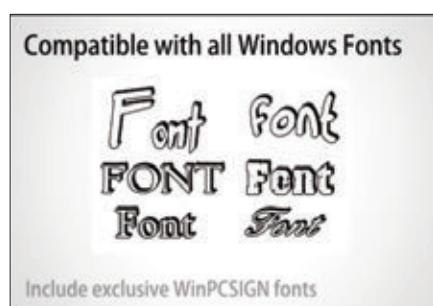 Compatible with all Windows Fonts
Font Font
FONT Font
Font Font
Include exclusive WinPCSIGN fonts